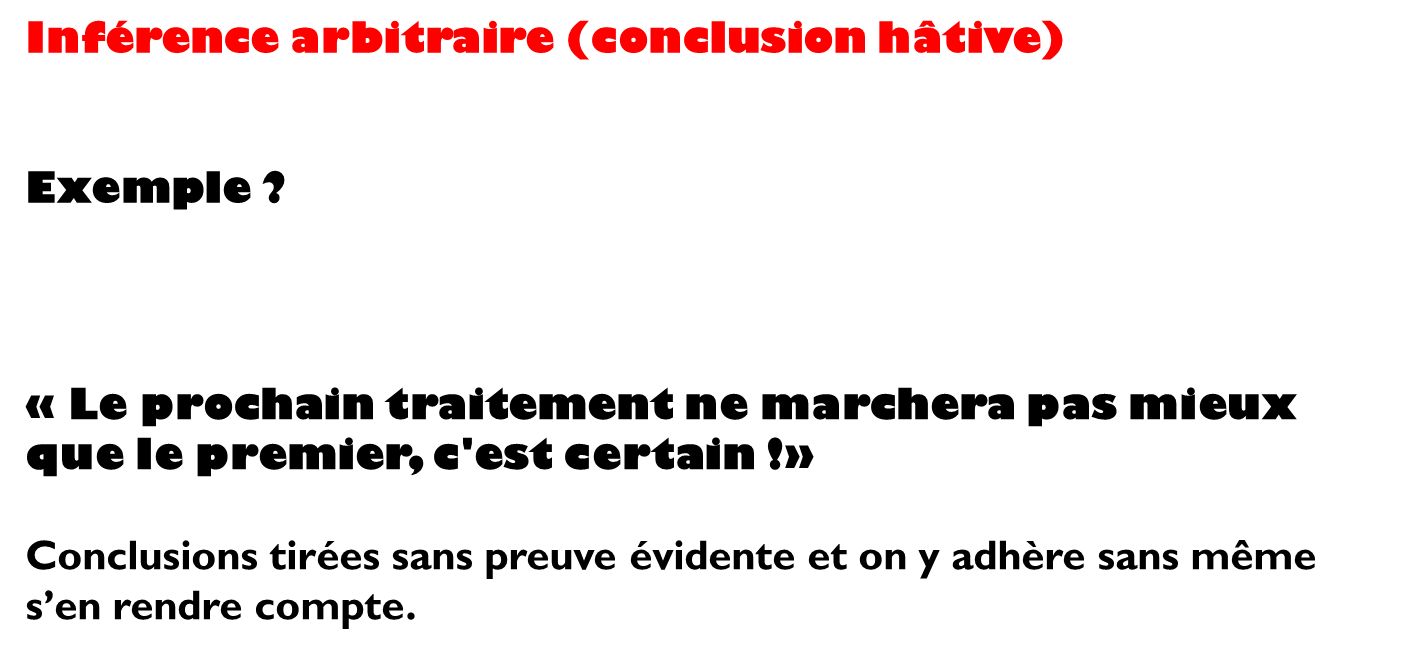 Inférence arbitraire (conclusion hâtive)
Exemple ?
« Le prochain traitement ne marchera pas mieux
que le premier, c'est certain !»
Conclusions tirées sans preuve évidente et on y adhère sans même
s’en rendre compte.